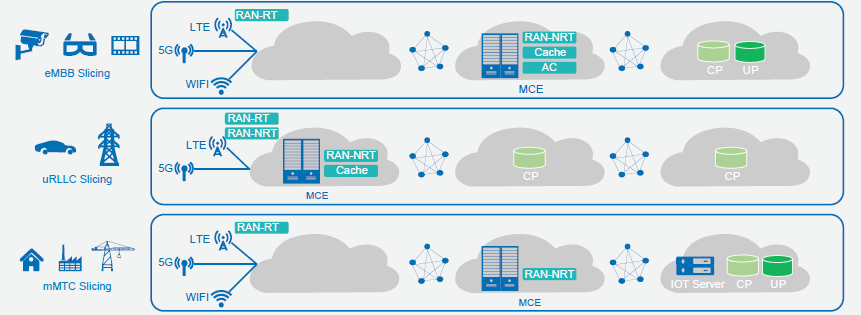 RAN-RT
LTE
5G
WIFI
RAN-NRT
Cache
AC
MCE
CP UP
eMBB Slicing
RAN-RT
RAN-NRT
LTE
5G
RAN-NRT
Cache
MCE
CP
CP
uRLLC Slicing
RAN-RT
LTE
5G
WIFI
RAN-NRT
MCE
IOT Server CP UP
mMTC Slicing